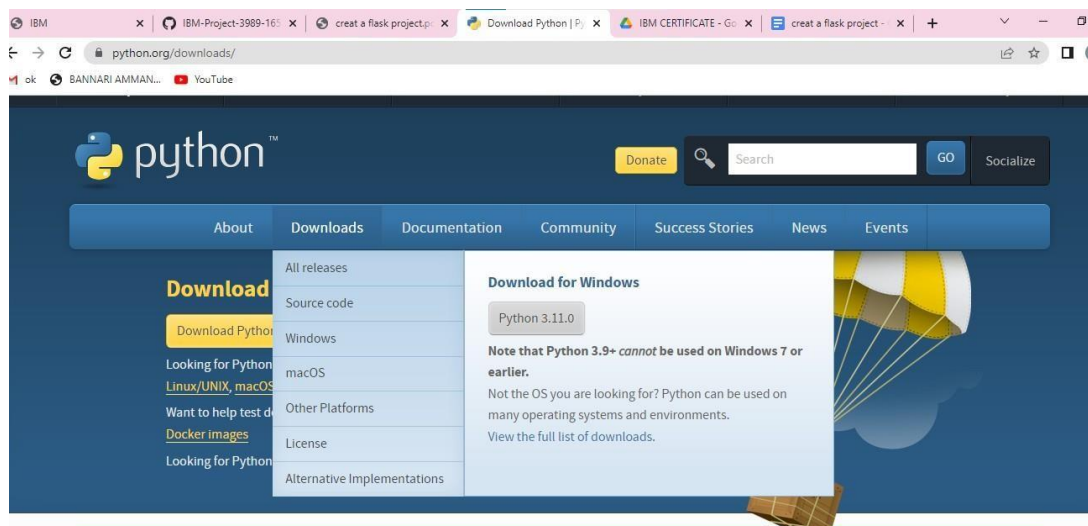 IBM
IBM-Project-3989-165
creat a flask project.p
Download Python | Py
IBM CERTIFICATE - Go
creat a flask project -
python.org/downloads/
ok
BANNARI AMMAN...
YouTube
python™
Donate
Search
GO
Socialize
About
Downloads
Documentation
Community
Success Stories
News
Events
Download
Download Python
Looking for Python
Linux/UNIX, macOS
Want to help test d
Docker images
Looking for Python
All releases
Source code
Windows
macOS
Other Platforms
License
Alternative Implementations
Download for Windows
Python 3.11.0
Note that Python 3.9+ cannot be used on Windows 7 or
earlier.
Not the OS you are looking for? Python can be used on
many operating systems and environments.
View the full list of downloads.